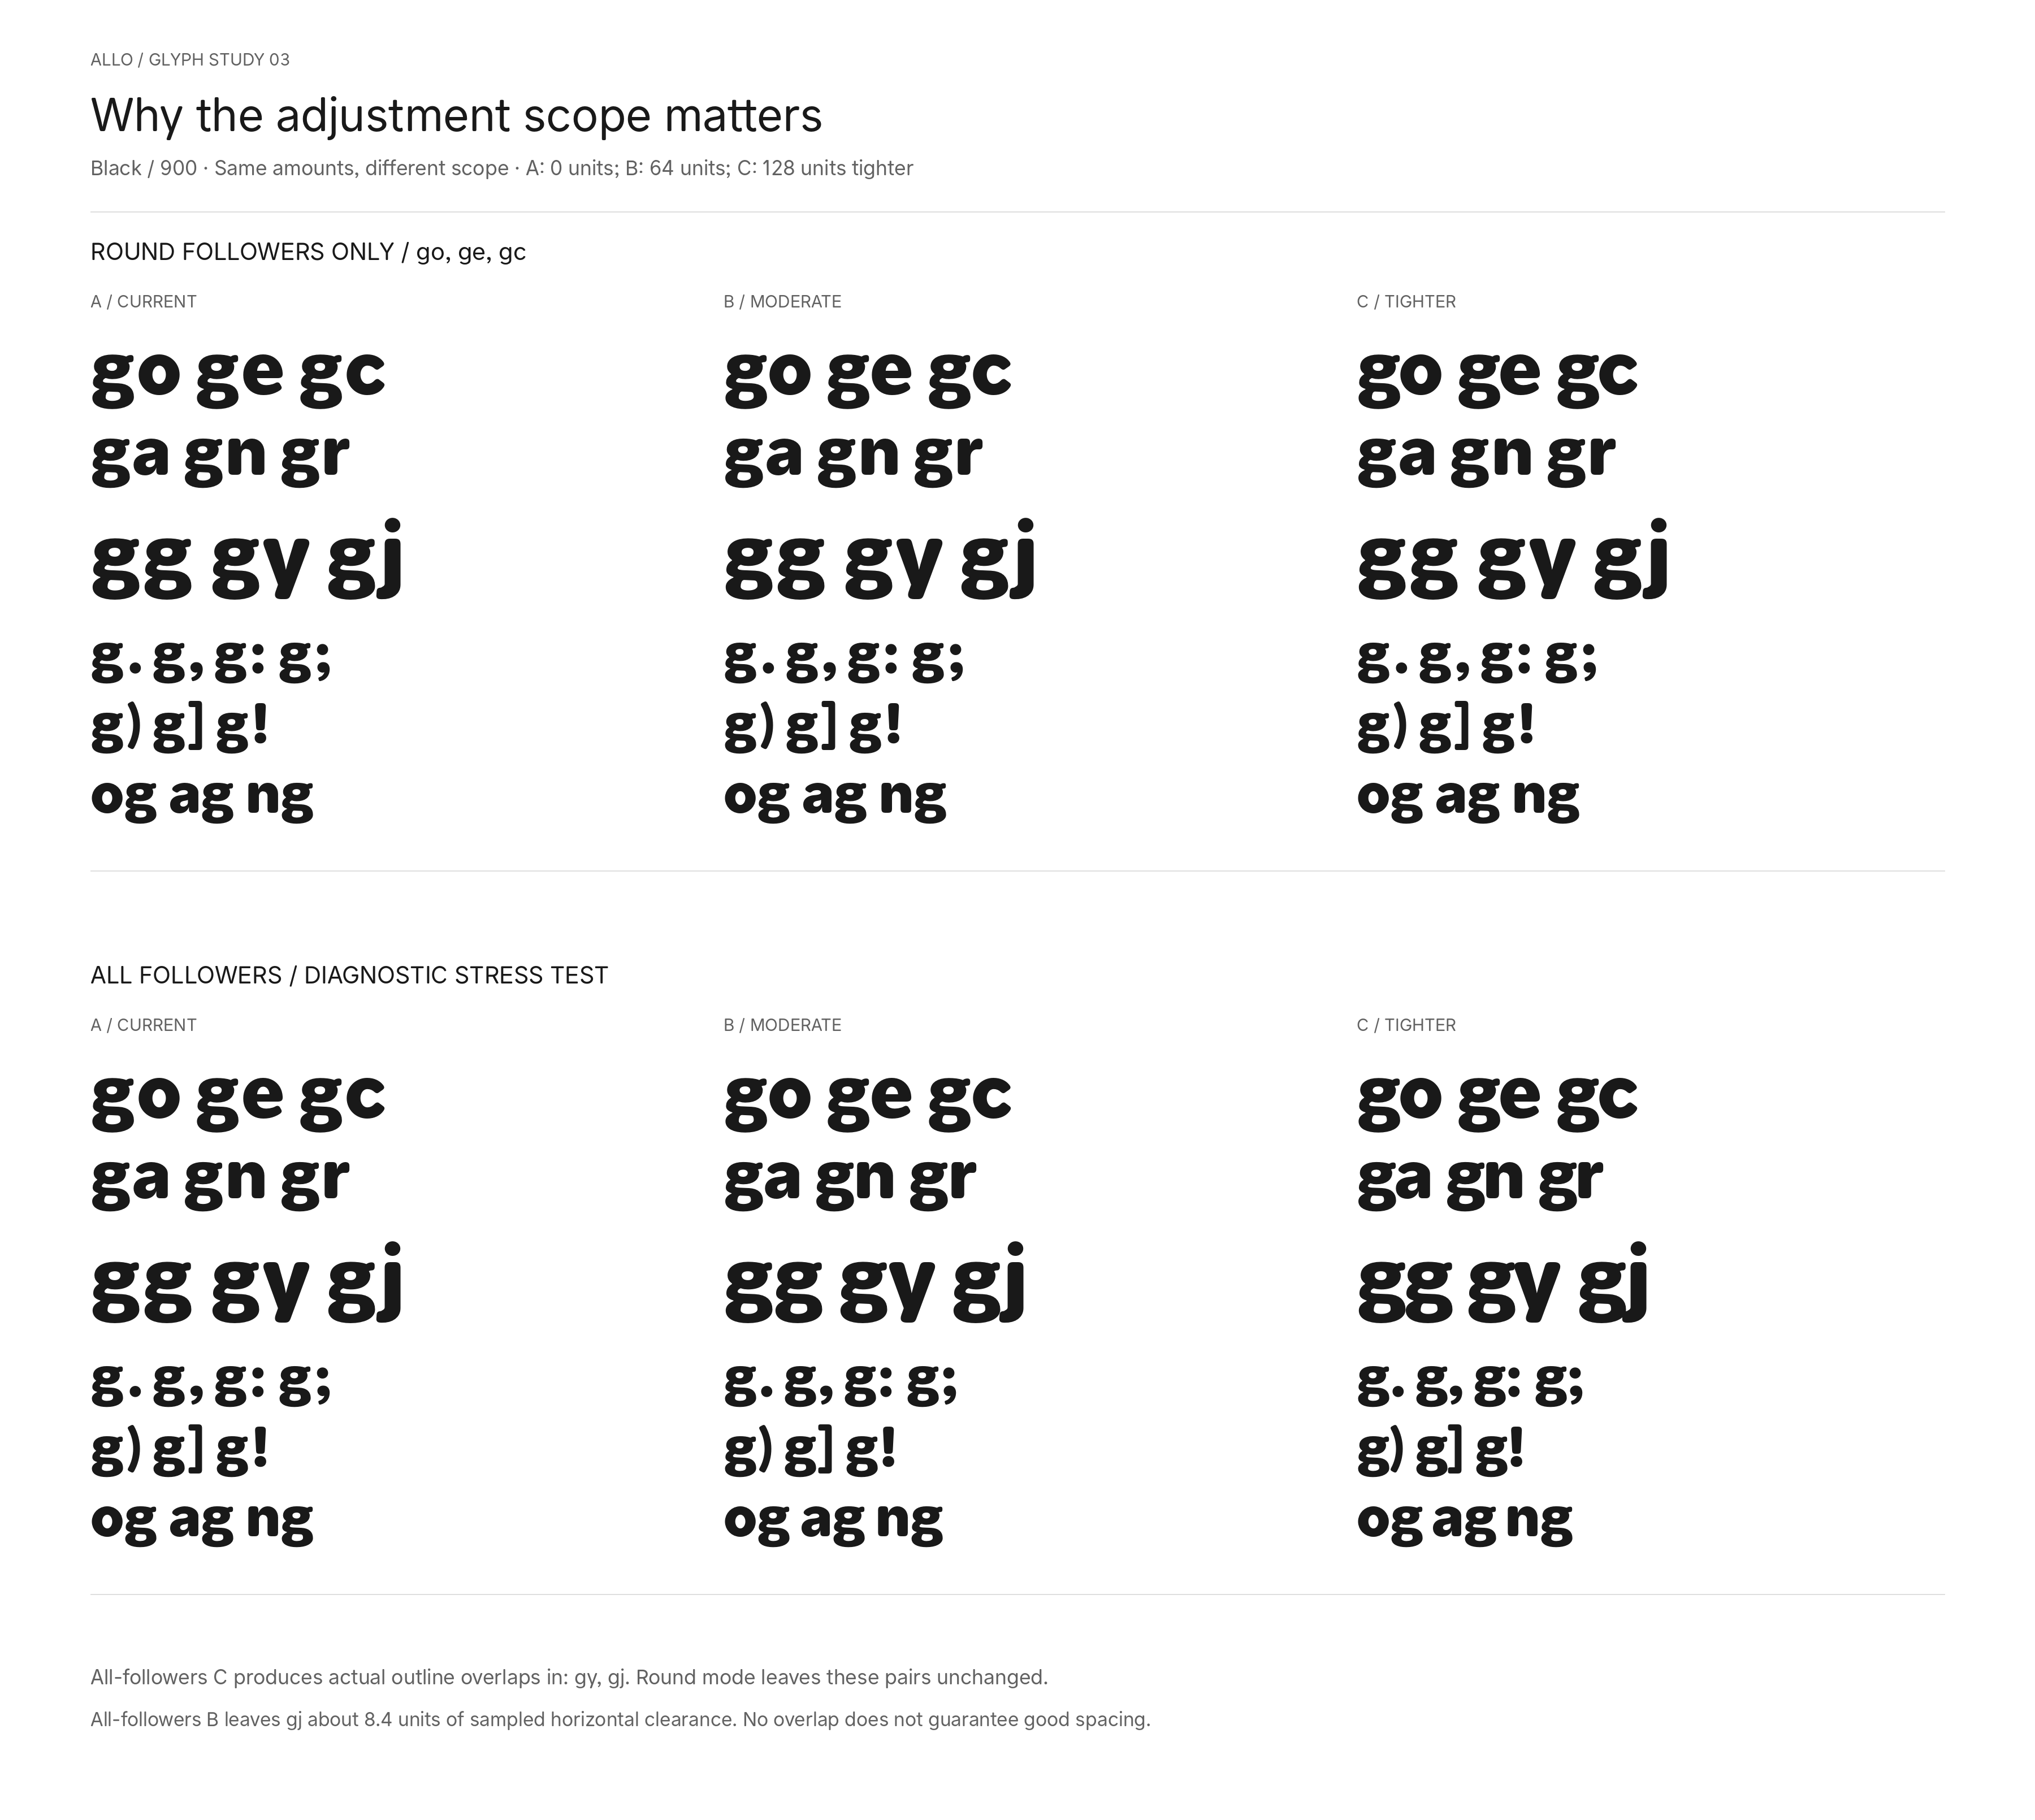 ALLO / GLYPH STUDY 03
Why the adjustment scope matters
Black / 900 · Same amounts, different scope · A: 0 units; B: 64 units; C: 128 units tighter
ROUND FOLLOWERS ONLY / go, ge, gc
A / CURRENT
go ge gc
ga gn gr
gg gy gj
g. g, g: g;
g) g] g!
og ag ng
B / MODERATE
go ge gc
ga gn gr
gg gy gj
g. g, g: g;
g) g] g!
og ag ng
C / TIGHTER
go ge gc
ga gn gr
gg gy gj
g. g, g: g;
g) g] g!
og ag ng
ALL FOLLOWERS / DIAGNOSTIC STRESS TEST
A / CURRENT
go ge gc
ga gn gr
gg gy gj
g. g, g: g;
g) g] g!
og ag ng
B / MODERATE
go ge gc
ga gn gr
gg gy gj
g. g, g: g;
g) g] g!
og ag ng
C / TIGHTER
go ge gc
ga gn gr
gg gy gj
g. g, g: g;
g) g] g!
og ag ng
All-followers C produces actual outline overlaps in: gy, gj. Round mode leaves these pairs unchanged.
All-followers B leaves gj about 8.4 units of sampled horizontal clearance. No overlap does not guarantee good spacing.